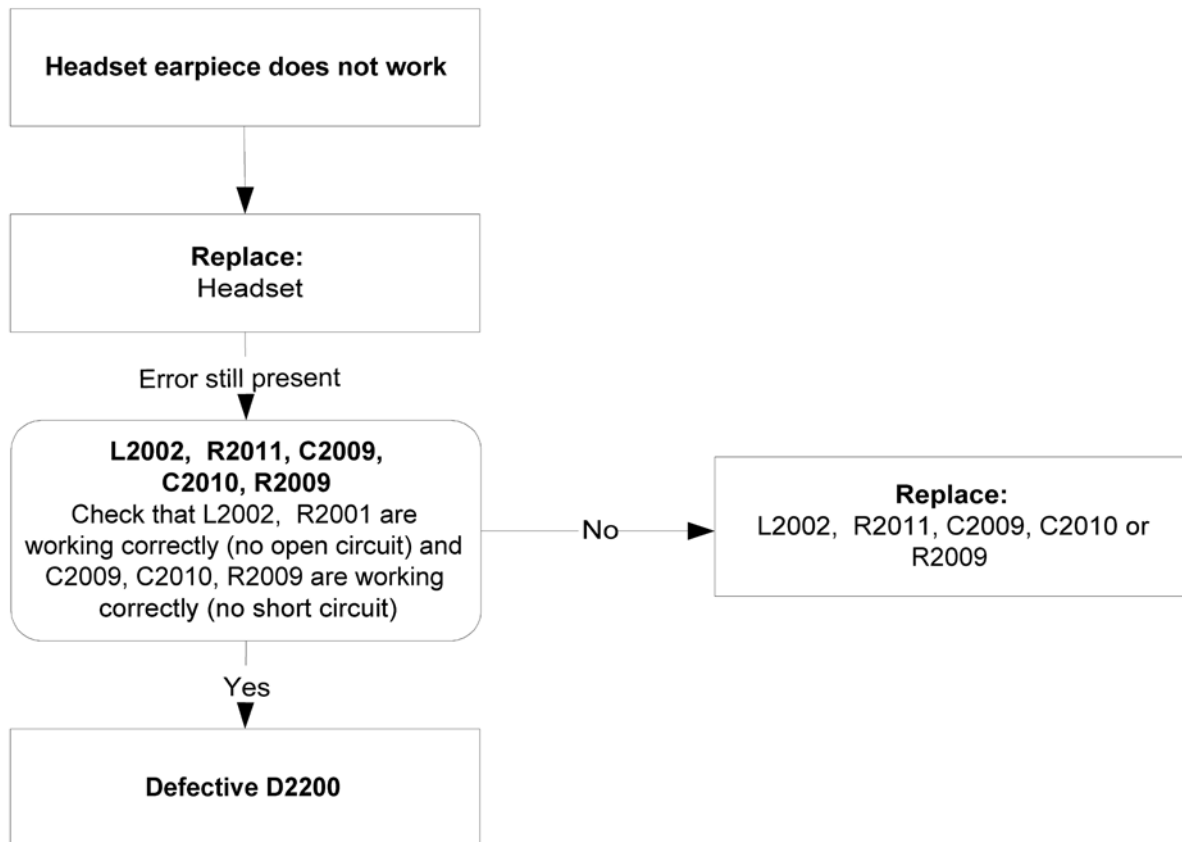 Headset earpiece does not work
Replace:
Headset
Error still present
L2002, R2011, C2009,
C2010, R2009
Check that L2002, R2001 are
working correctly (no open circuit) and
C2009, C2010, R2009 are working
correctly (no short circuit)
No
Replace:
L2002, R2011, C2009, C2010 or
R2009
Yes
Defective D2200